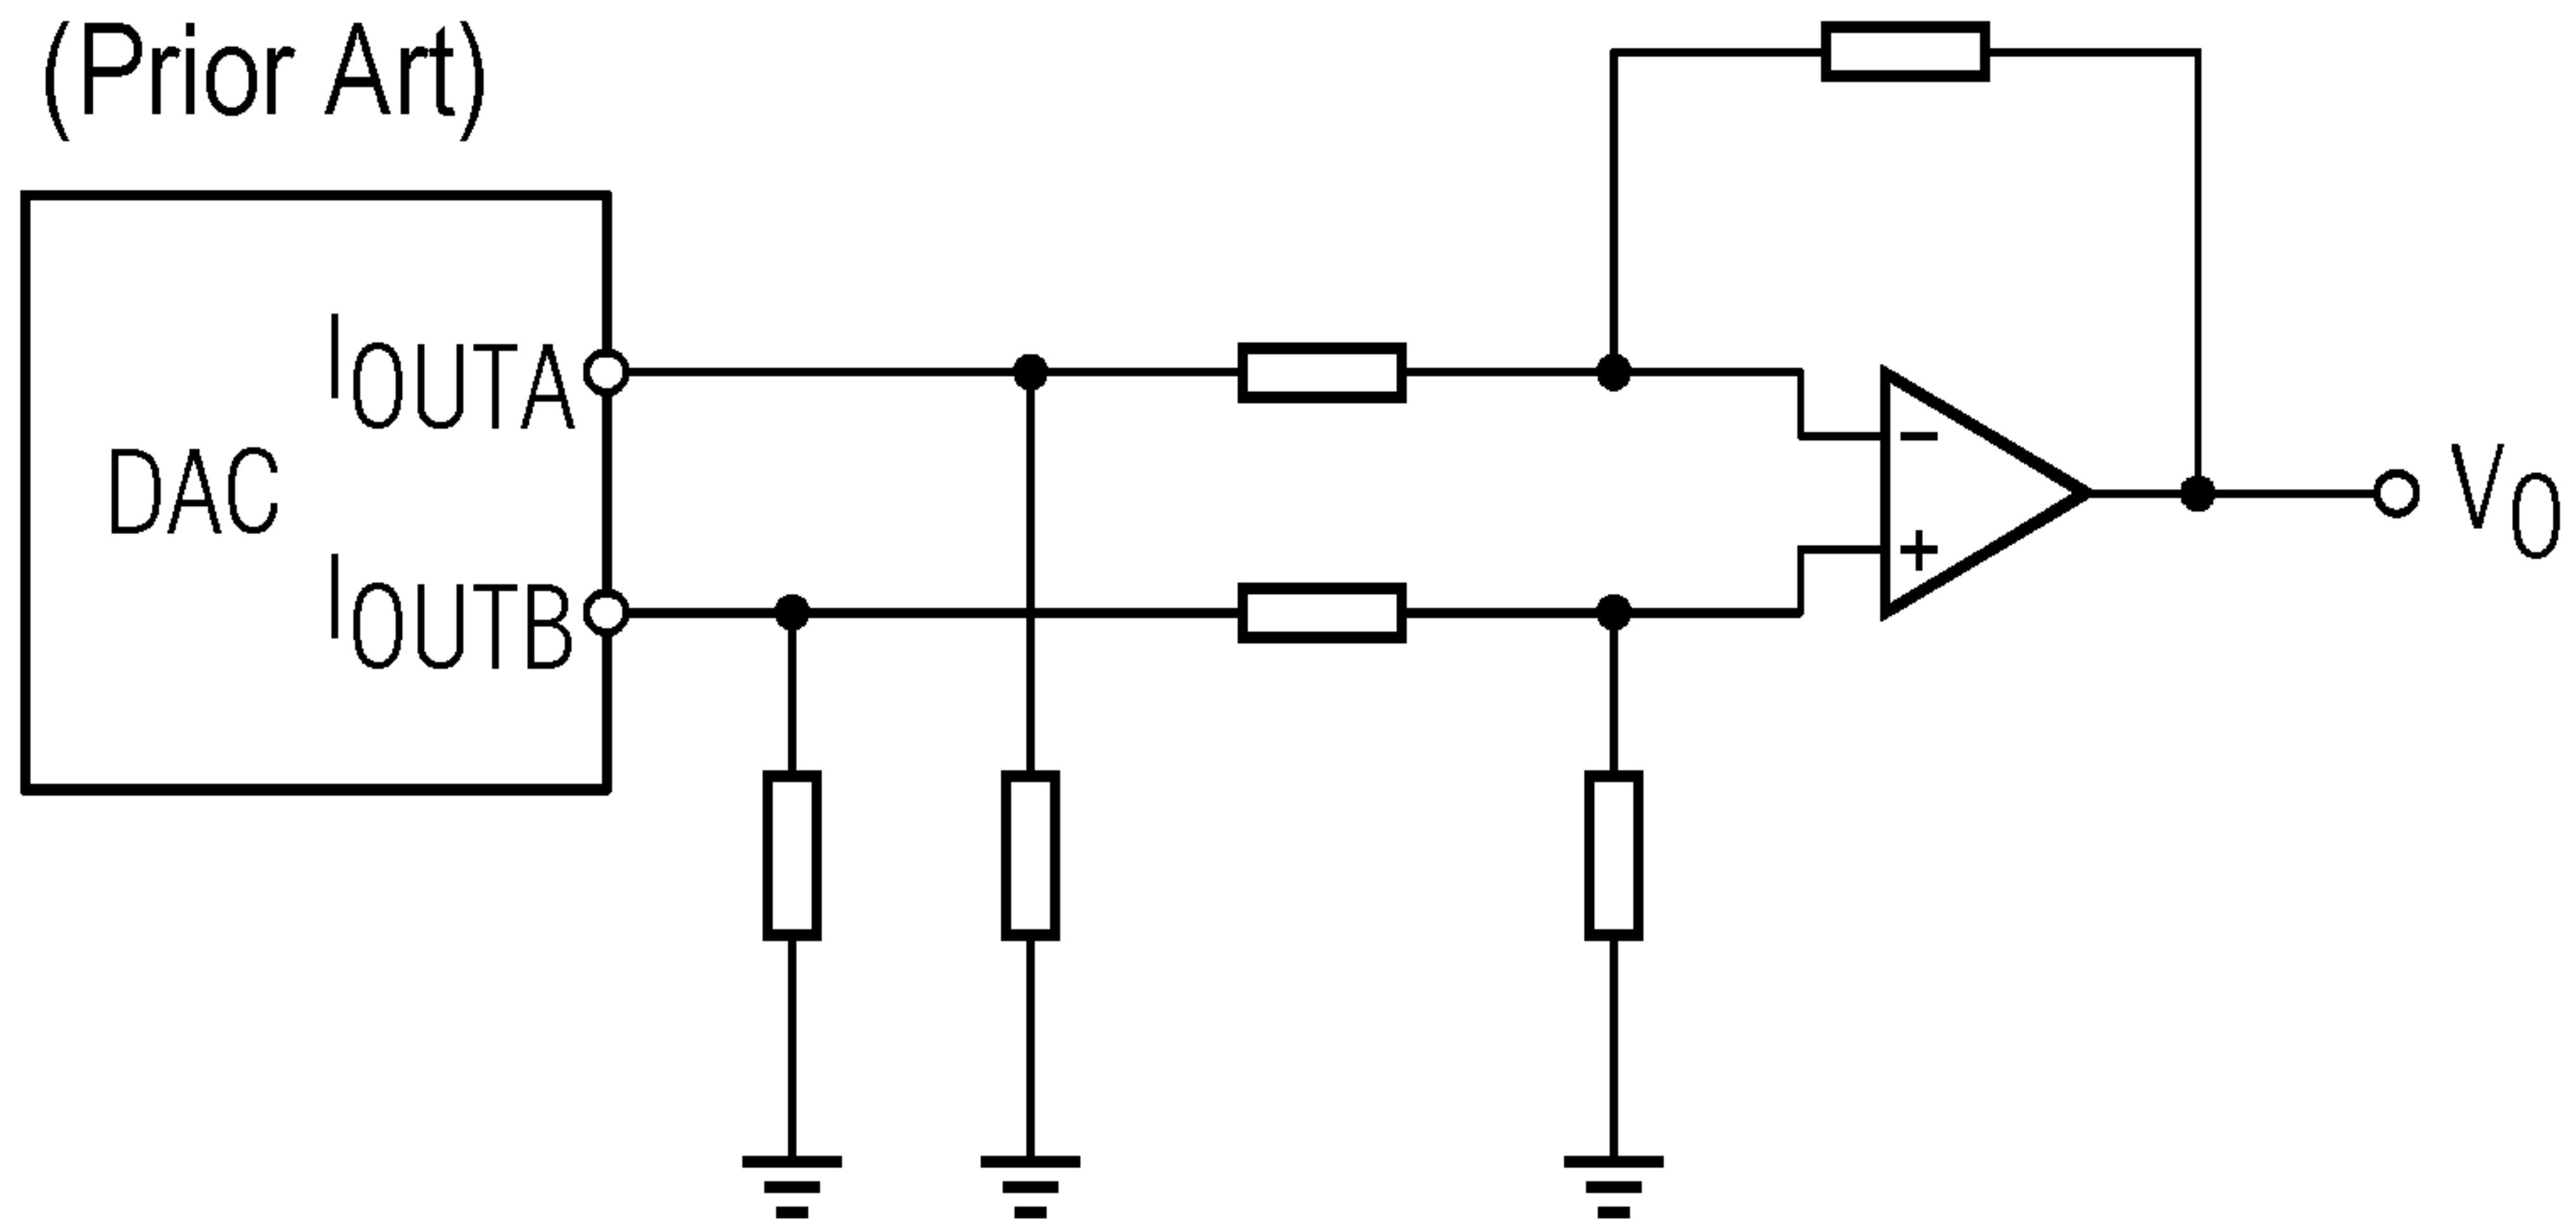 (Prior Art)
IOUTA
DAC
IOUTB
−
+
VO